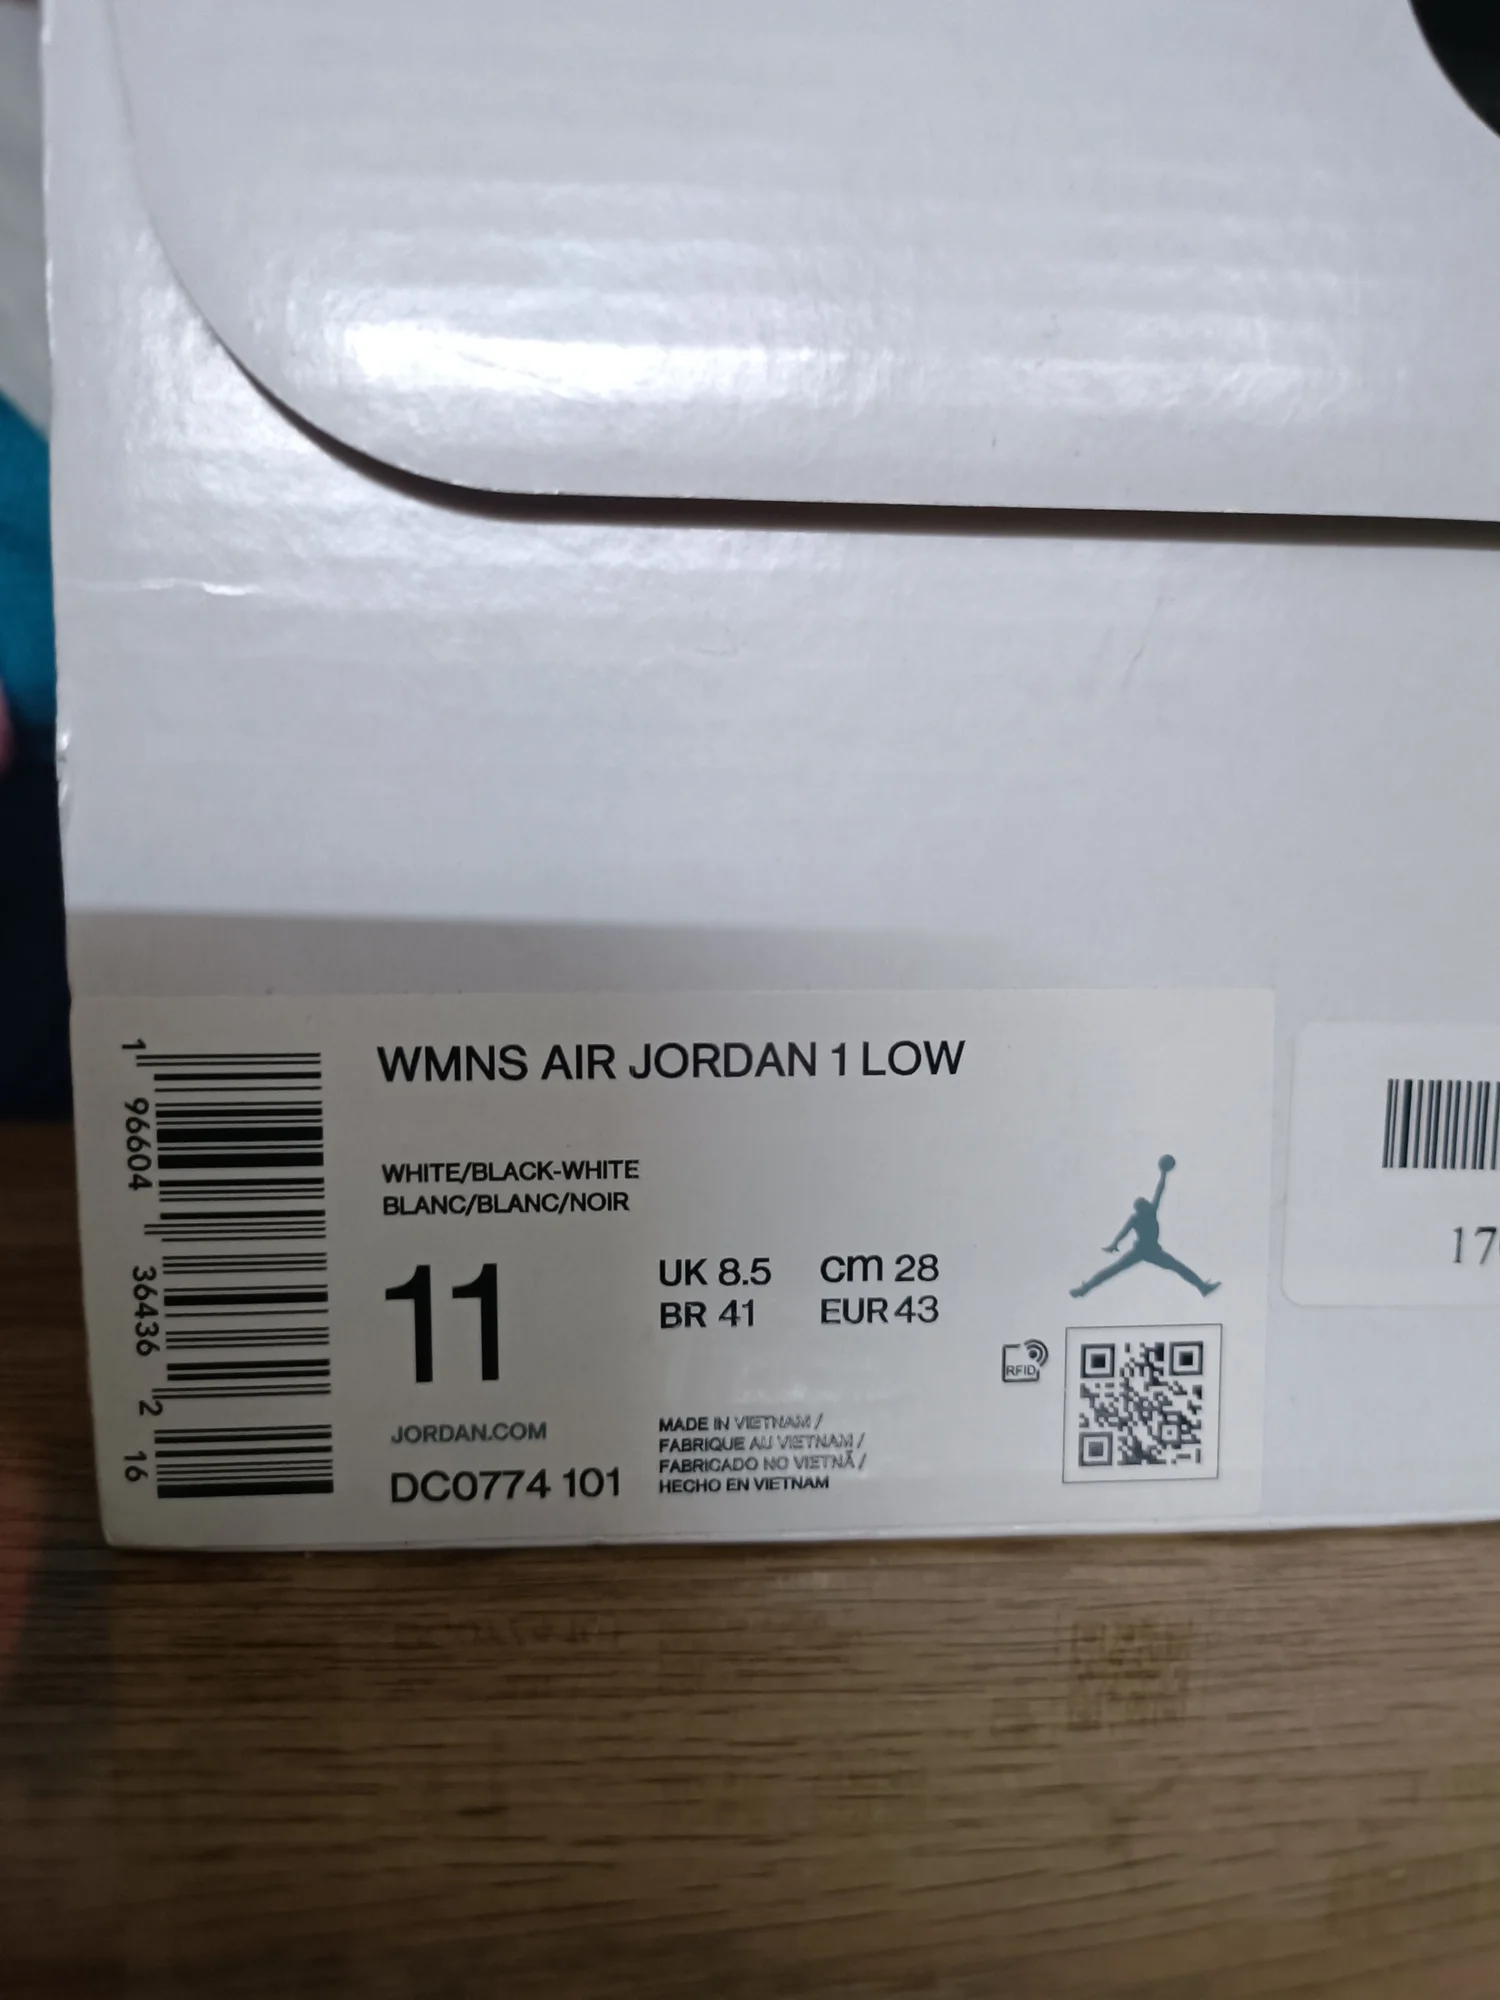 WMNS AIR JORDAN 1 LOW
WHITE/BLACK-WHITE
BLANC/BLANC/NOIR
11
UK 8.5 cm 28
BR 41 EUR 43
RFID
JORDAN.COM
DC0774 101
MADE IN VIETNAM /
FABRIQUE AU VIETNAM /
FABRICADO NO VIETNÃ /
HECHO EN VIETNAM
1 96604 36436 2 16